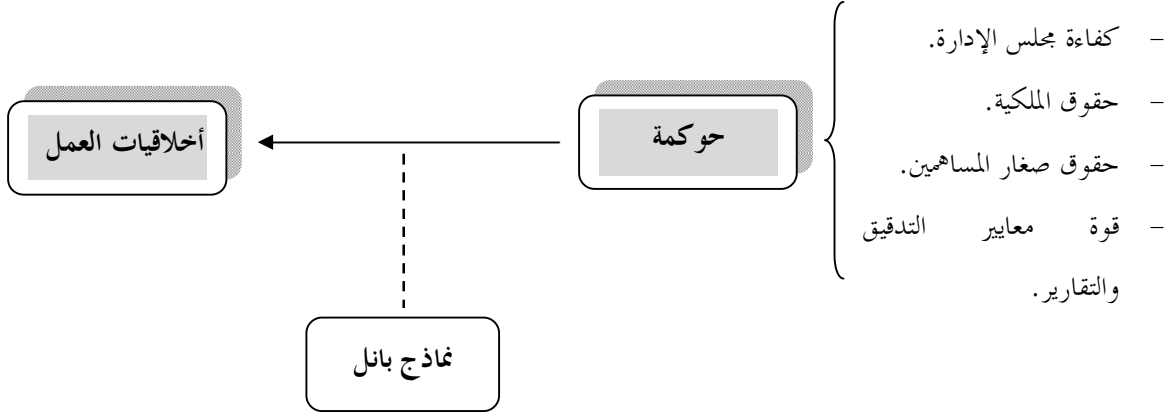 – كفاءة مجلس الإدارة.
– حقوق الملكية.
– حقوق صغار المساهمين.
– قوة معايير التدقيق
والتقارير.
حوكمة
أخلاقيات العمل
نماذج بانل